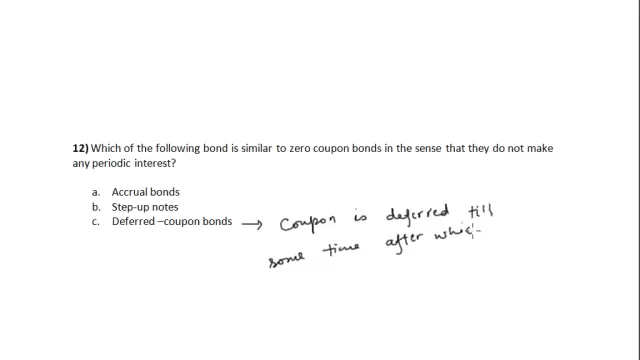 12) Which of the following bond is similar to zero coupon bonds in the sense that they do not make
any periodic interest?
a. Accrual bonds
b. Step-up notes
c. Deferred –coupon bonds → Coupon is deferred till
some time after whic